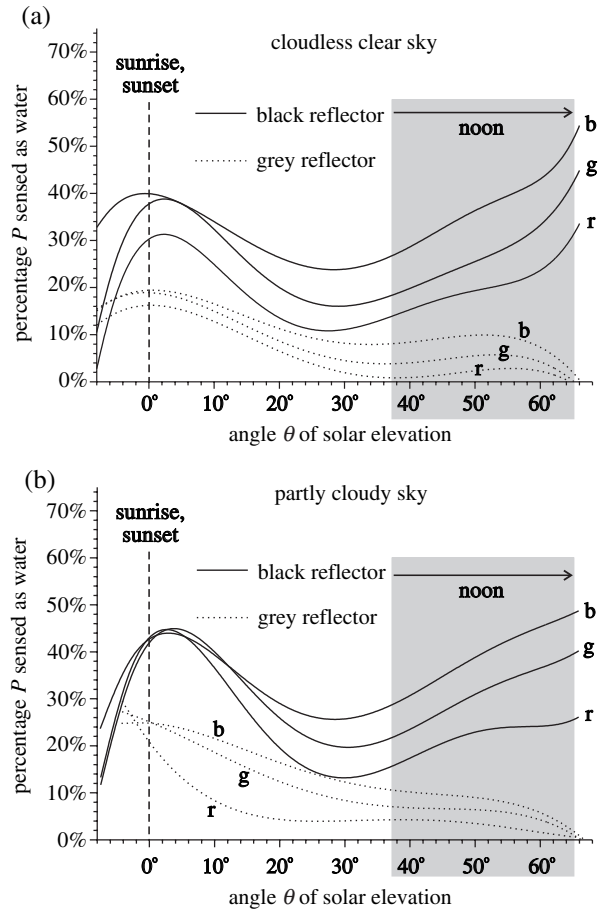 (a)
cloudless clear sky
70%
60%
50%
40%
30%
20%
10%
0%
percentage P sensed as water
sunrise,
sunset
black reflector
grey reflector
noon
b
g
r
b
g
r
0° 10° 20° 30° 40° 50° 60°
angle θ of solar elevation
(b)
partly cloudy sky
70%
60%
50%
40%
30%
20%
10%
0%
percentage P sensed as water
sunrise,
sunset
black reflector
grey reflector
noon
b
g
r
b
g
r
0° 10° 20° 30° 40° 50° 60°
angle θ of solar elevation